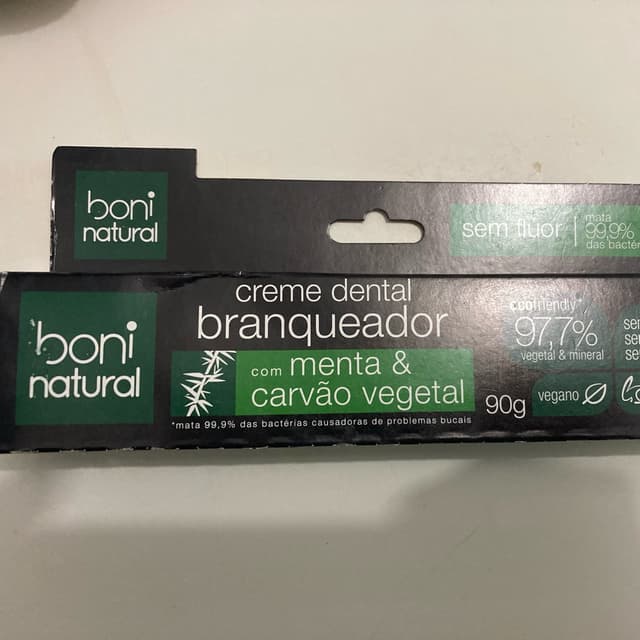 boni
natural
sem flúor
mata
99,9%
das
creme dental
branqueador
com menta &
carvão vegetal
*mata 99,9% das bactérias causadoras de problemas bucais
90g
boni
natural
ecofriendly*
97,7%
vegetal & mineral
vegano